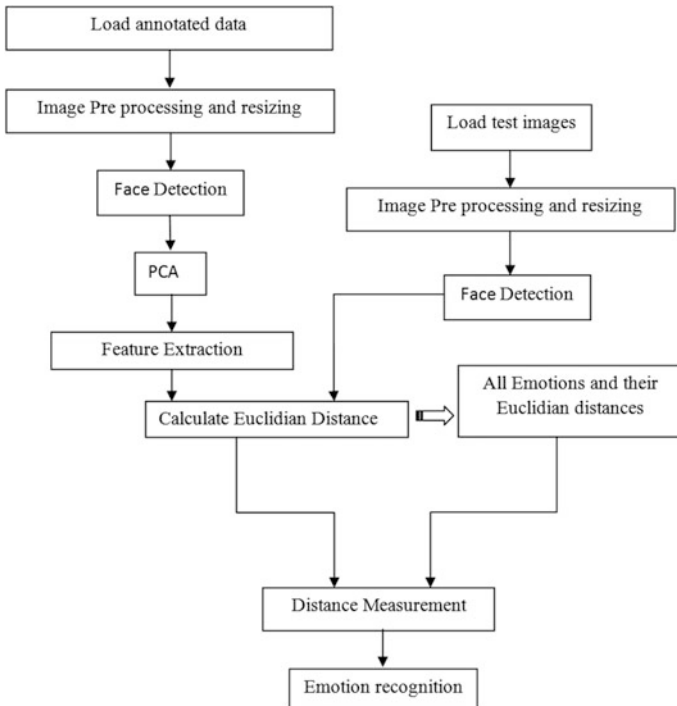 Load annotated data
Image Pre processing and resizing
Face Detection
PCA
Feature Extraction
Load test images
Image Pre processing and resizing
Face Detection
Calculate Euclidian Distance
All Emotions and their
Euclidian distances
Distance Measurement
Emotion recognition